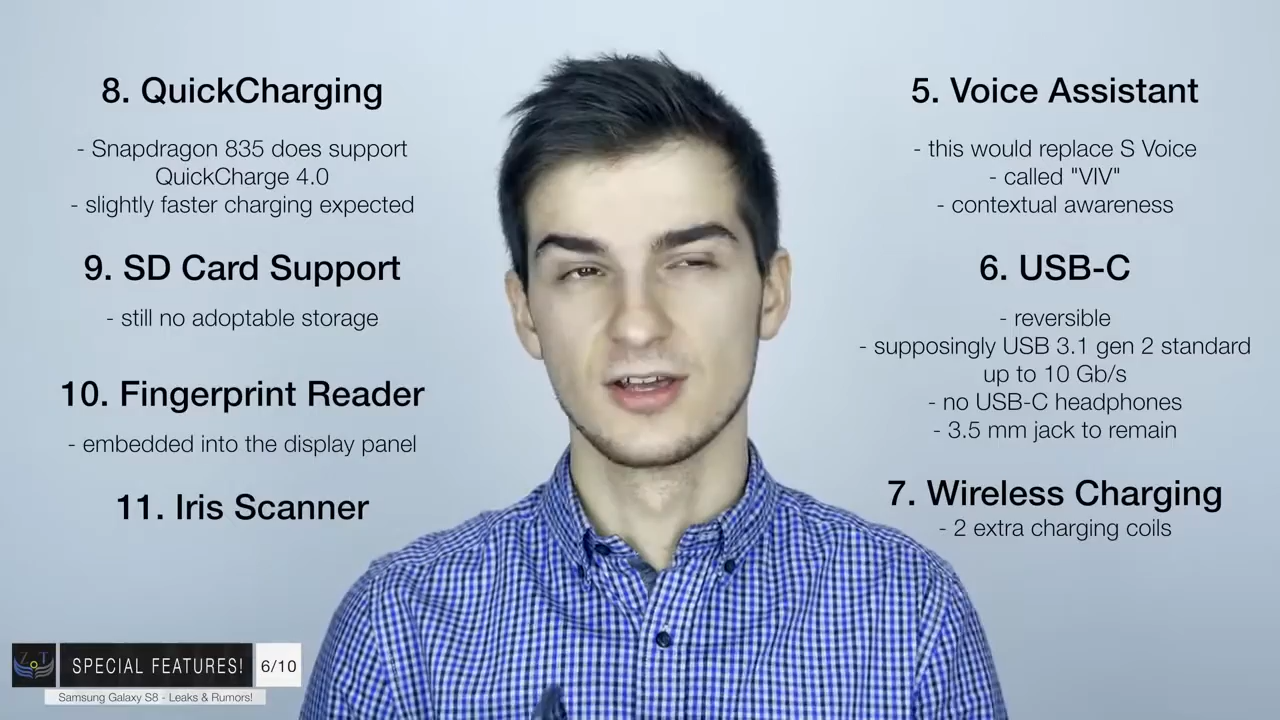 8. QuickCharging
- Snapdragon 835 does support
QuickCharge 4.0
- slightly faster charging expected
9. SD Card Support
- still no adoptable storage
10. Fingerprint Reader
- embedded into the display panel
11. Iris Scanner
5. Voice Assistant
- this would replace S Voice
- called "VIV"
- contextual awareness
6. USB-C
- reversible
- supposingly USB 3.1 gen 2 standard
up to 10 Gb/s
- no USB-C headphones
- 3.5 mm jack to remain
7. Wireless Charging
- 2 extra charging coils
ZoT
SPECIAL FEATURES!
6/10
Samsung Galaxy S8 - Leaks & Rumors!